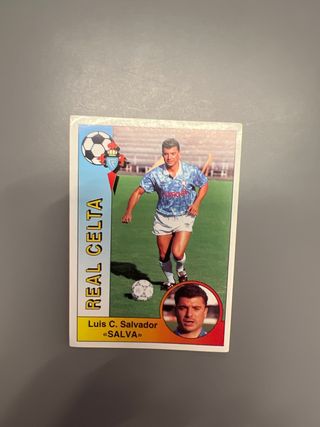 REAL CELTA
Luis C. Salvador
«SALVA»